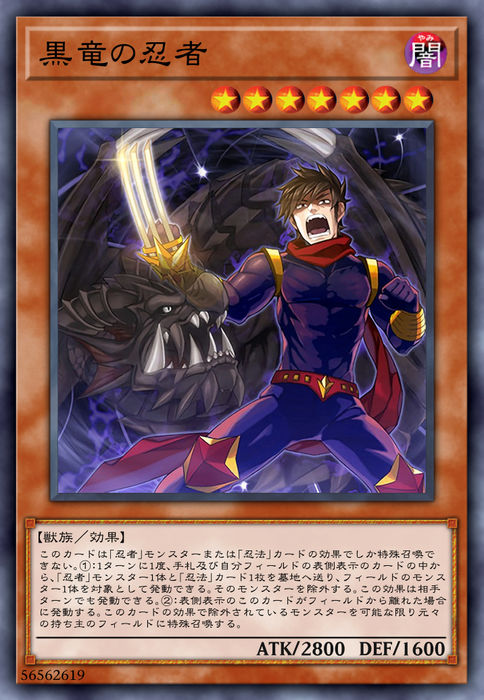 黒竜の忍者
やみ
闇
【獣族／効果】
このカードは「忍者」モンスターまたは「忍法」カードの効果でしか特殊召喚で
きない。①:1ターンに1度、手札及び自分フィールドの表側表示のカードの中か
ら、「忍者」モンスター1体と「忍法」カード1枚を墓地へ送り、フィールドのモンス
ター1体を対象として発動できる。そのモンスターを除外する。この効果は相手
ターンでも発動できる。②:表側表示のこのカードがフィールドから離れた場合
に発動する。このカードの効果で除外されているモンスターを可能な限り元々
の持ち主のフィールドに特殊召喚する。
ATK/2800 DEF/1600
56562619